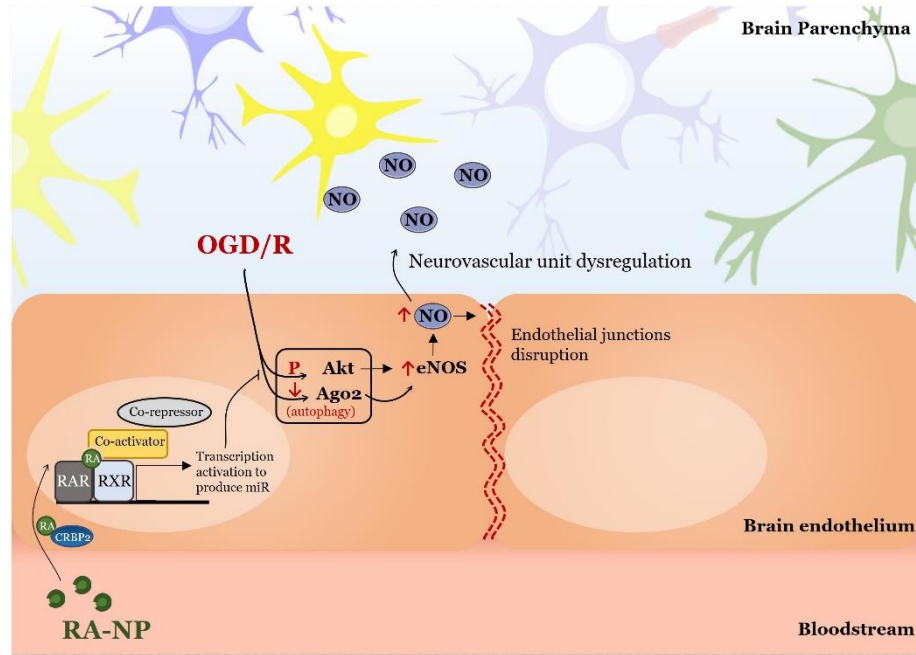 Brain Parenchyma
NO
NO
NO
NO
OGD/R
Neurovascular unit dysregulation
↑ NO
Endothelial junctions
disruption
P Akt
↑ eNOS
↓ Ago2
(autophagy)
Co-repressor
Co-activator
RA
RAR RXR
Transcription
activation to
produce miR
RA
CRBP2
Brain endothelium
RA-NP
Bloodstream